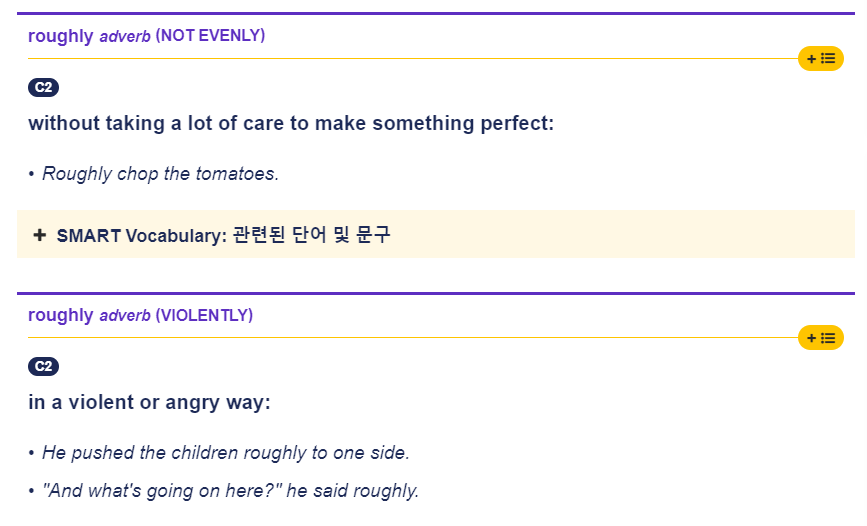 roughly adverb (NOT EVENLY)
C2
without taking a lot of care to make something perfect:
• Roughly chop the tomatoes.
+ SMART Vocabulary: 관련된 단어 및 문구
roughly adverb (VIOLENTLY)
C2
in a violent or angry way:
• He pushed the children roughly to one side.
• "And what's going on here?" he said roughly.